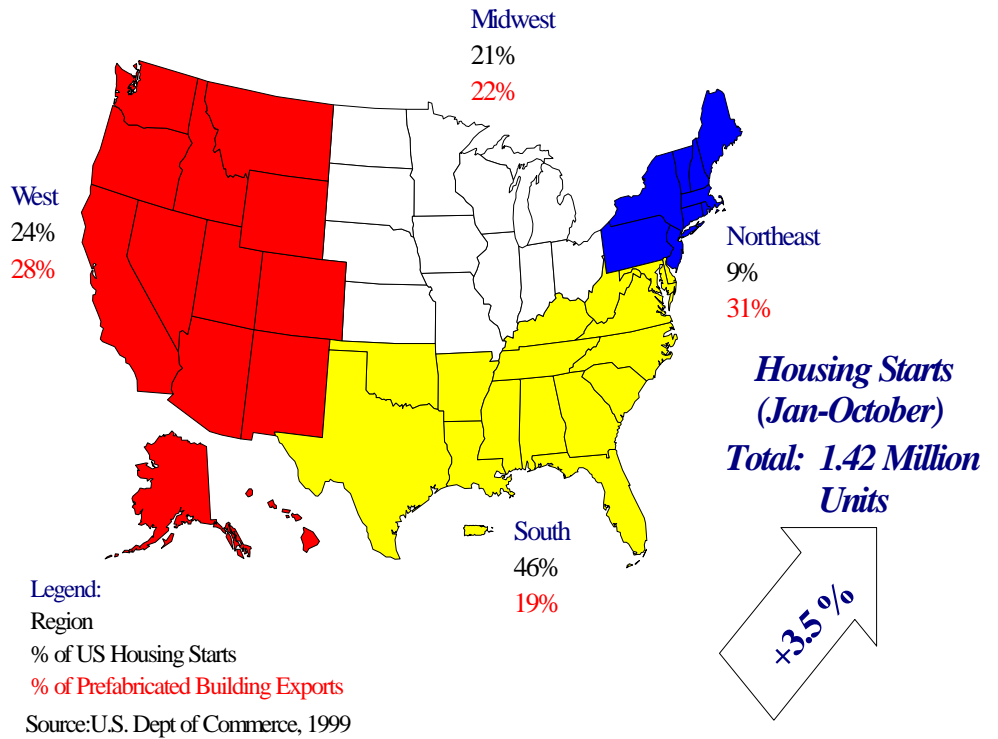 Midwest
21%
22%
West
24%
28%
Northeast
9%
31%
Housing Starts
(Jan-October)
Total: 1.42 Million
Units
South
46%
19%
+3.5 %
Legend:
Region
% of US Housing Starts
% of Prefabricated Building Exports
Source:U.S. Dept of Commerce, 1999